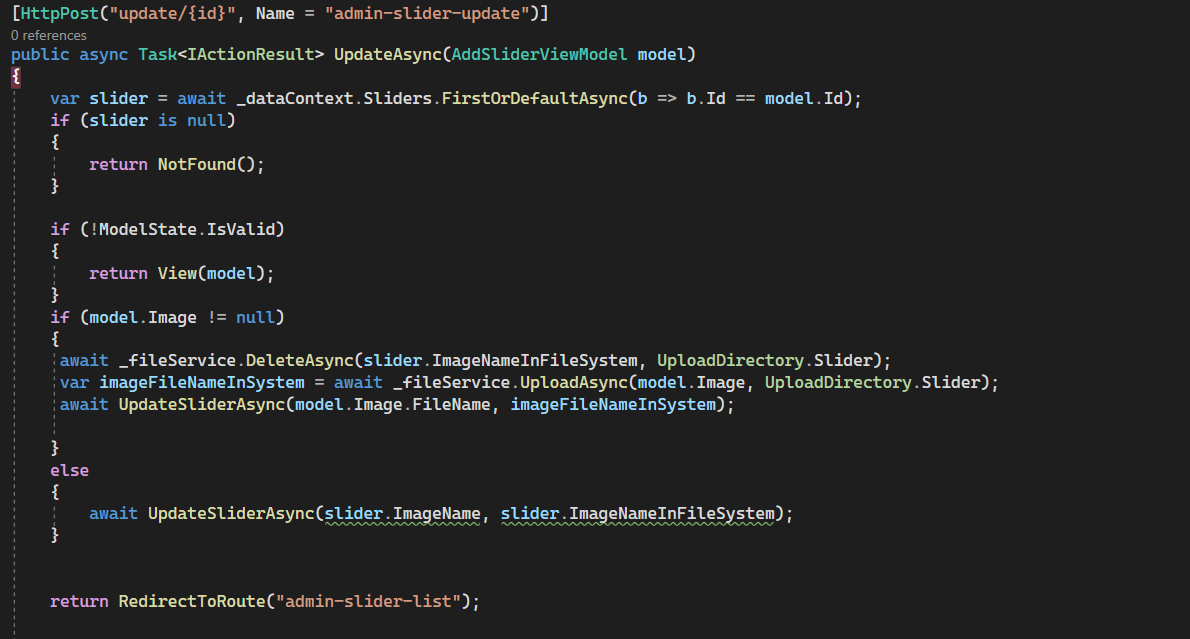 [HttpPost("update/{id}", Name = "admin-slider-update")]
0 references
public async Task<IActionResult> UpdateAsync(AddSliderViewModel model)
{
    var slider = await _dataContext.Sliders.FirstOrDefaultAsync(b => b.Id == model.Id);
    if (slider is null)
    {
        return NotFound();
    }
    if (!ModelState.IsValid)
    {
        return View(model);
    }
    if (model.Image != null)
    {
     await _fileService.DeleteAsync(slider.ImageNameInFileSystem, UploadDirectory.Slider);
     var imageFileNameInSystem = await _fileService.UploadAsync(model.Image, UploadDirectory.Slider);
     await UpdateSliderAsync(model.Image.FileName, imageFileNameInSystem);
    }
    else
    {
        await UpdateSliderAsync(slider.ImageName, slider.ImageNameInFileSystem);
    }
    return RedirectToRoute("admin-slider-list");